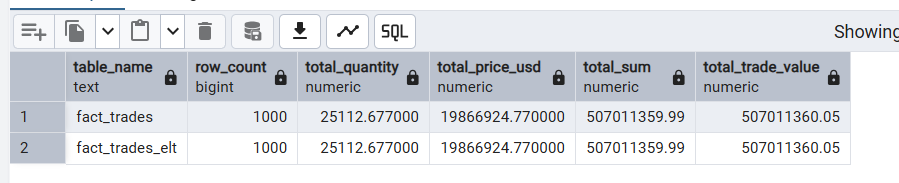 SQL
Showing
table_name row_count total_quantity total_price_usd total_sum total_trade_value
text bigint numeric numeric numeric numeric
1 fact_trades 1000 25112.677000 19866924.770000 507011359.99 507011360.05
2 fact_trades_elt 1000 25112.677000 19866924.770000 507011359.99 507011360.05